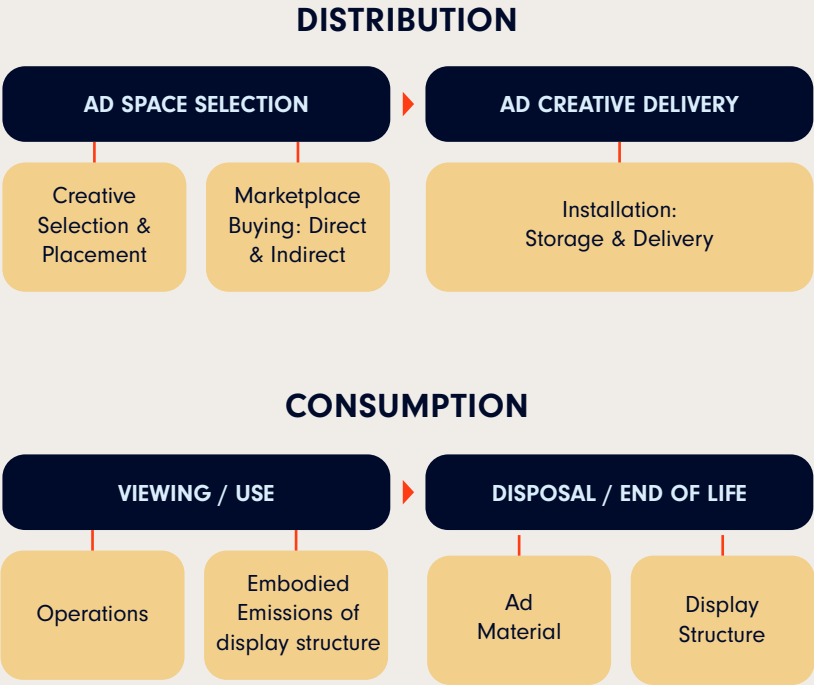 DISTRIBUTION
AD SPACE SELECTION
AD CREATIVE DELIVERY
Creative
Selection &
Placement
Marketplace
Buying: Direct
& Indirect
Installation:
Storage & Delivery
CONSUMPTION
VIEWING / USE
DISPOSAL / END OF LIFE
Operations
Embodied
Emissions of
display structure
Ad
Material
Display
Structure